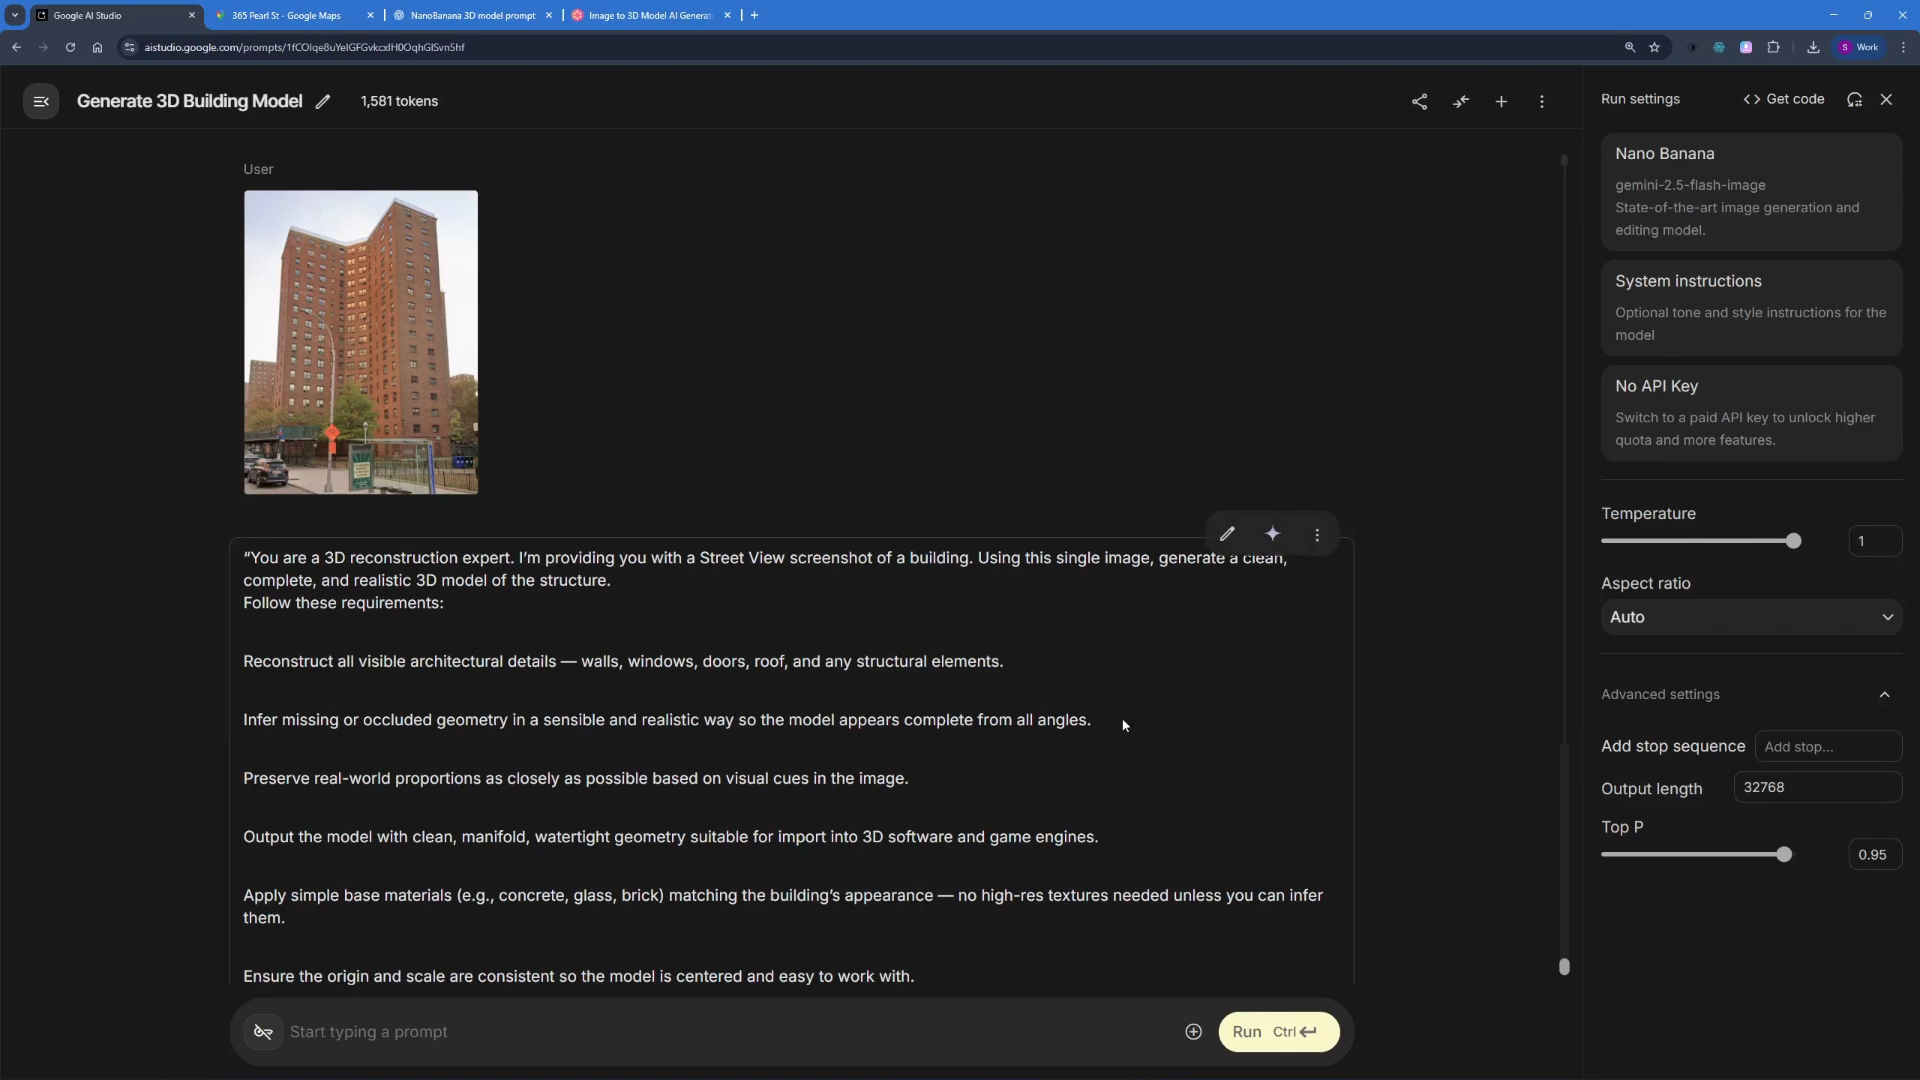 Google AI Studio
365 Pearl St - Google Maps
NanoBanana 3D model prompt
Image to 3D Model AI Generat
aistudio.google.com/prompts/1fCOIqe8uYeIGFGvkcxIH0OqhGISvn5hf
S Work
Generate 3D Building Model
1,581 tokens
Run settings
Get code
User
Nano Banana
gemini-2.5-flash-image
State-of-the-art image generation and
editing model.
System instructions
Optional tone and style instructions for the
model
No API Key
Switch to a paid API key to unlock higher
quota and more features.
Temperature
1
Aspect ratio
Auto
Advanced settings
Add stop sequence
Add stop...
Output length
32768
Top P
0.95
“You are a 3D reconstruction expert. I’m providing you with a Street View screenshot of a building. Using this single image, generate a clean,
complete, and realistic 3D model of the structure.
Follow these requirements:
Reconstruct all visible architectural details — walls, windows, doors, roof, and any structural elements.
Infer missing or occluded geometry in a sensible and realistic way so the model appears complete from all angles.
Preserve real-world proportions as closely as possible based on visual cues in the image.
Output the model with clean, manifold, watertight geometry suitable for import into 3D software and game engines.
Apply simple base materials (e.g., concrete, glass, brick) matching the building’s appearance — no high-res textures needed unless you can infer
them.
Ensure the origin and scale are consistent so the model is centered and easy to work with.
Start typing a prompt
Run Ctrl